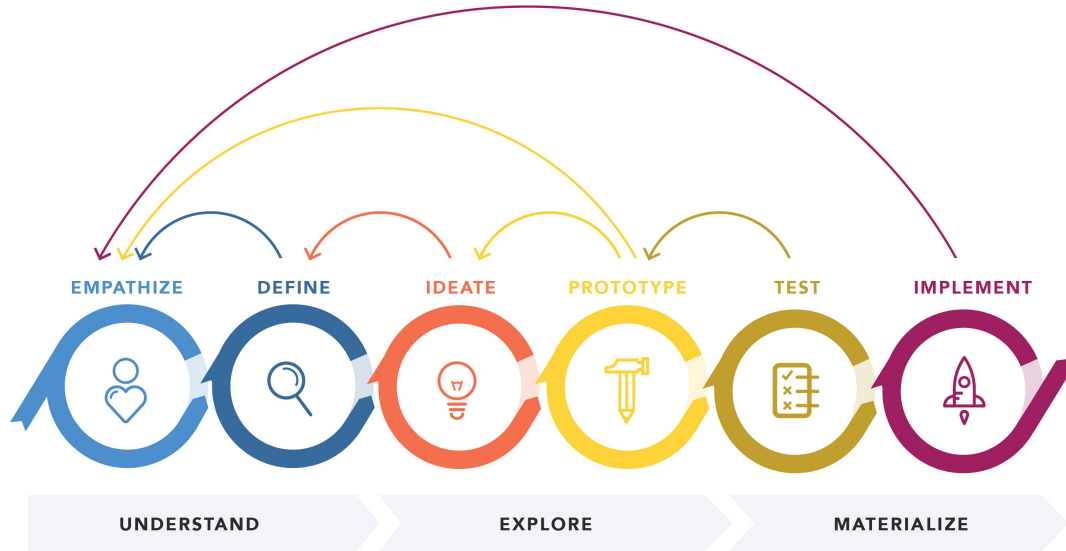 EMPATHIZE DEFINE IDEATE PROTOTYPE TEST IMPLEMENT
UNDERSTAND EXPLORE MATERIALIZE